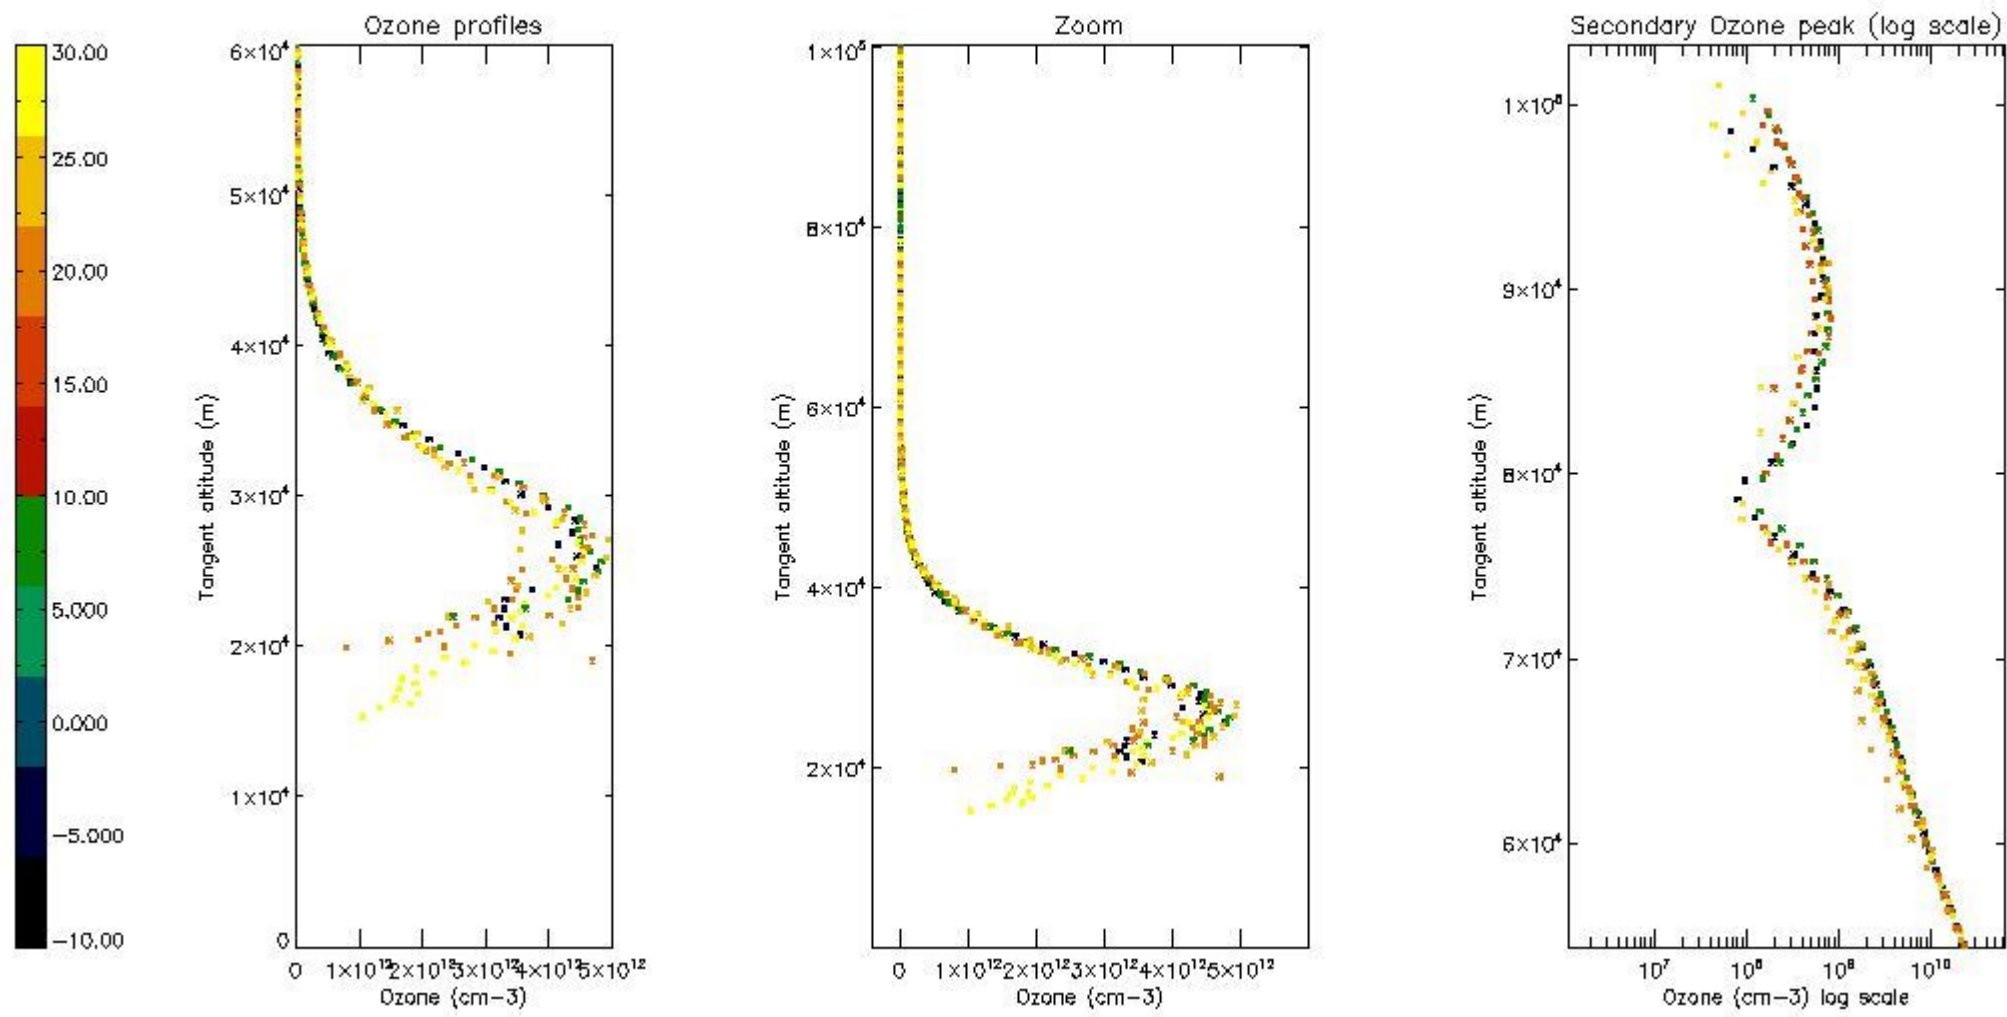 Ozone profiles
Zoom
Secondary Ozone peak (log scale)
30.00
25.00
20.00
15.00
10.00
5.000
0.000
−5.000
−10.00
6×10⁴
5×10⁴
4×10⁴
3×10⁴
2×10⁴
1×10⁴
0
Tangent altitude (m)
0 1×10¹² 2×10¹² 3×10¹² 4×10¹² 5×10¹²
Ozone (cm−3)
1×10⁵
8×10⁴
6×10⁴
4×10⁴
2×10⁴
Tangent altitude (m)
0 1×10¹² 2×10¹² 3×10¹² 4×10¹² 5×10¹²
Ozone (cm−3)
9×10⁴
8×10⁴
7×10⁴
6×10⁴
Tangent altitude (m)
10⁷ 10¹⁰
Ozone (cm−3) log scale